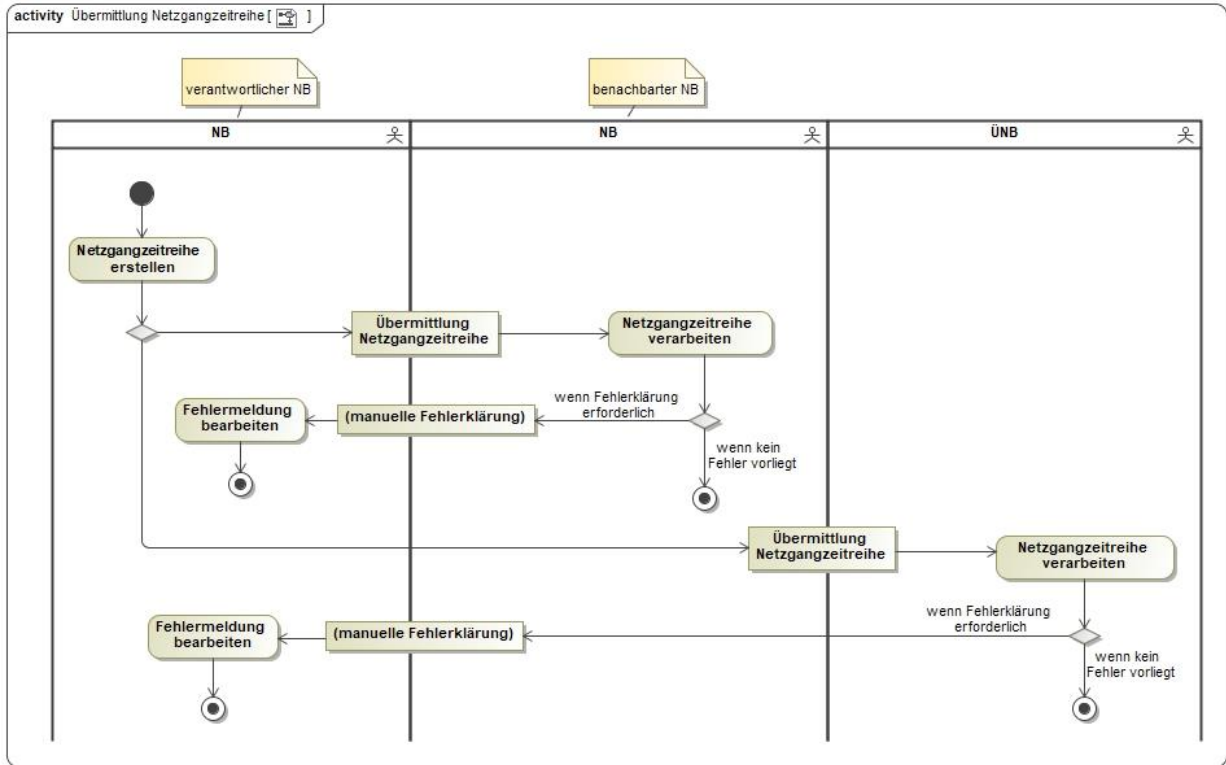 activity Übermittlung Netzgangzeitreihe [ ]
verantwortlicher NB
benachbarter NB
NB
NB
ÜNB
Netzgangzeitreihe
erstellen
Übermittlung
Netzgangzeitreihe
Netzgangzeitreihe
verarbeiten
Fehlermeldung
bearbeiten
(manuelle Fehlerklärung)
wenn Fehlerklärung
erforderlich
wenn kein
Fehler vorliegt
Übermittlung
Netzgangzeitreihe
Netzgangzeitreihe
verarbeiten
Fehlermeldung
bearbeiten
(manuelle Fehlerklärung)
wenn Fehlerklärung
erforderlich
wenn kein
Fehler vorliegt